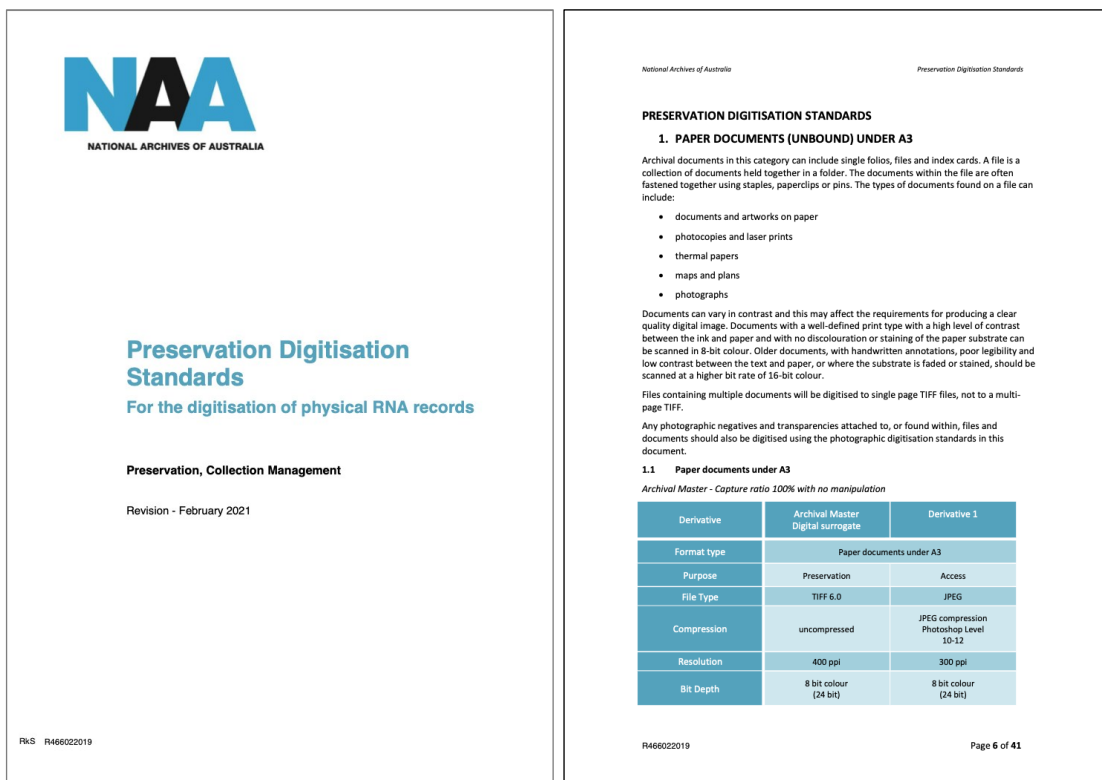 NAA
NATIONAL ARCHIVES OF AUSTRALIA
Preservation Digitisation
Standards
For the digitisation of physical RNA records
Preservation, Collection Management
Revision - February 2021
RkS R466022019
National Archives of Australia Preservation Digitisation Standards
PRESERVATION DIGITISATION STANDARDS
1. PAPER DOCUMENTS (UNBOUND) UNDER A3
Archival documents in this category can include single folios, files and index cards. A file is a
collection of documents held together in a folder. The documents within the file are often
fastened together using staples, paperclips or pins. The types of documents found on a file can
include:
• documents and artworks on paper
• photocopies and laser prints
• thermal papers
• maps and plans
• photographs
Documents can vary in contrast and this may affect the requirements for producing a clear
quality digital image. Documents with a well-defined print type with a high level of contrast
between the ink and paper and with no discolouration or staining of the paper substrate can
be scanned in 8-bit colour. Older documents, with handwritten annotations, poor legibility and
low contrast between the text and paper, or where the substrate is faded or stained, should be
scanned at a higher bit rate of 16-bit colour.
Files containing multiple documents will be digitised to single page TIFF files, not to a multi-
page TIFF.
Any photographic negatives and transparencies attached to, or found within, files and
documents should also be digitised using the photographic digitisation standards in this
document.
1.1 Paper documents under A3
Archival Master - Capture ratio 100% with no manipulation
Derivative
Archival Master
Digital surrogate
Derivative 1
Format type
Paper documents under A3
Purpose
Preservation
Access
File Type
TIFF 6.0
JPEG
Compression
uncompressed
JPEG compression
Photoshop Level
10-12
Resolution
400 ppi
300 ppi
Bit Depth
8 bit colour
(24 bit)
8 bit colour
(24 bit)
R466022019 Page 6 of 41